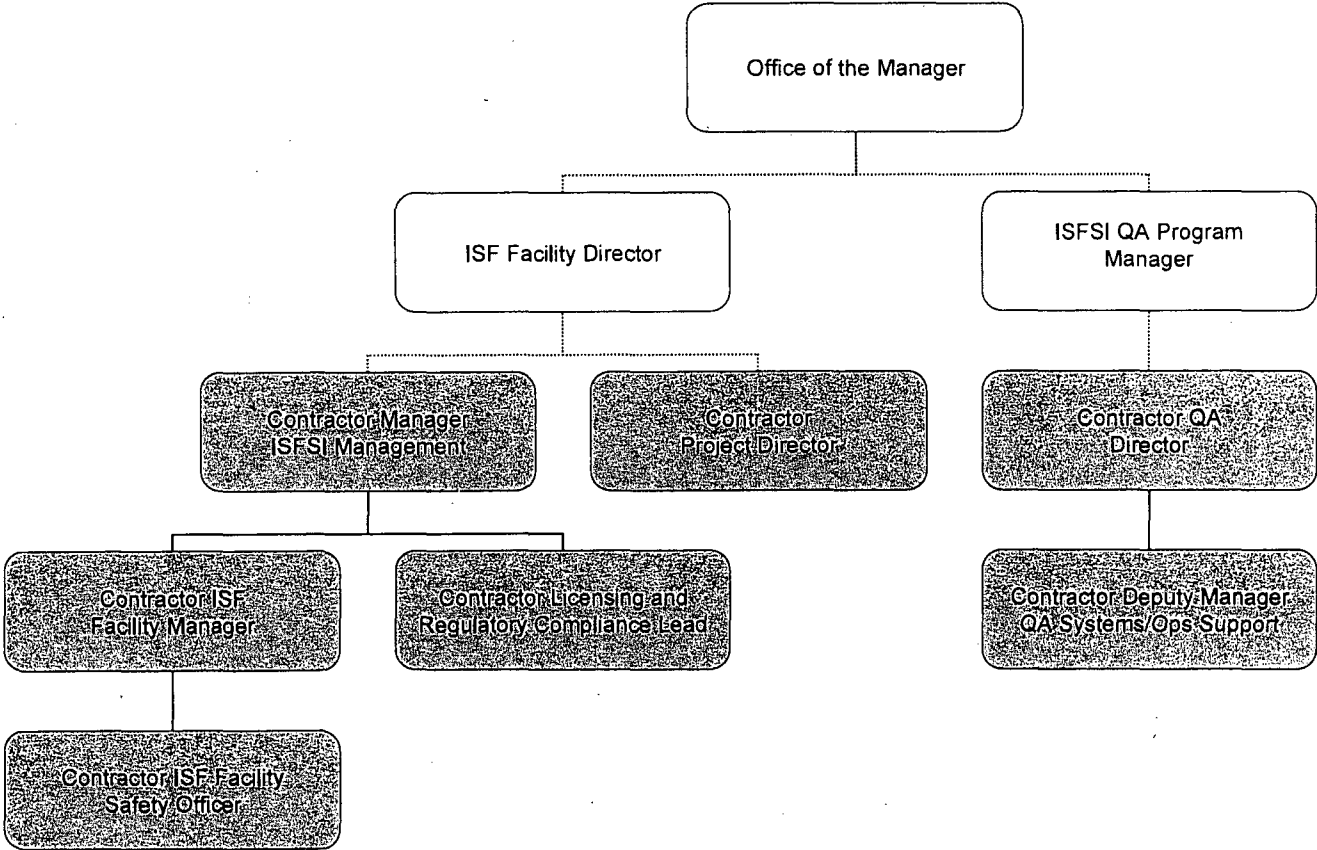 Office of the Manager
ISF Facility Director
ISFSI QA Program
Manager
Contractor Manager
ISFSI Management
Contractor
Project Director
Contractor QA
Director
Contractor ISF
Facility Manager
Contractor Licensing and
Regulatory Compliance Lead
Contractor Deputy Manager
QA Systems/Ops Support
Contractor ISF Facility
Safety Officer